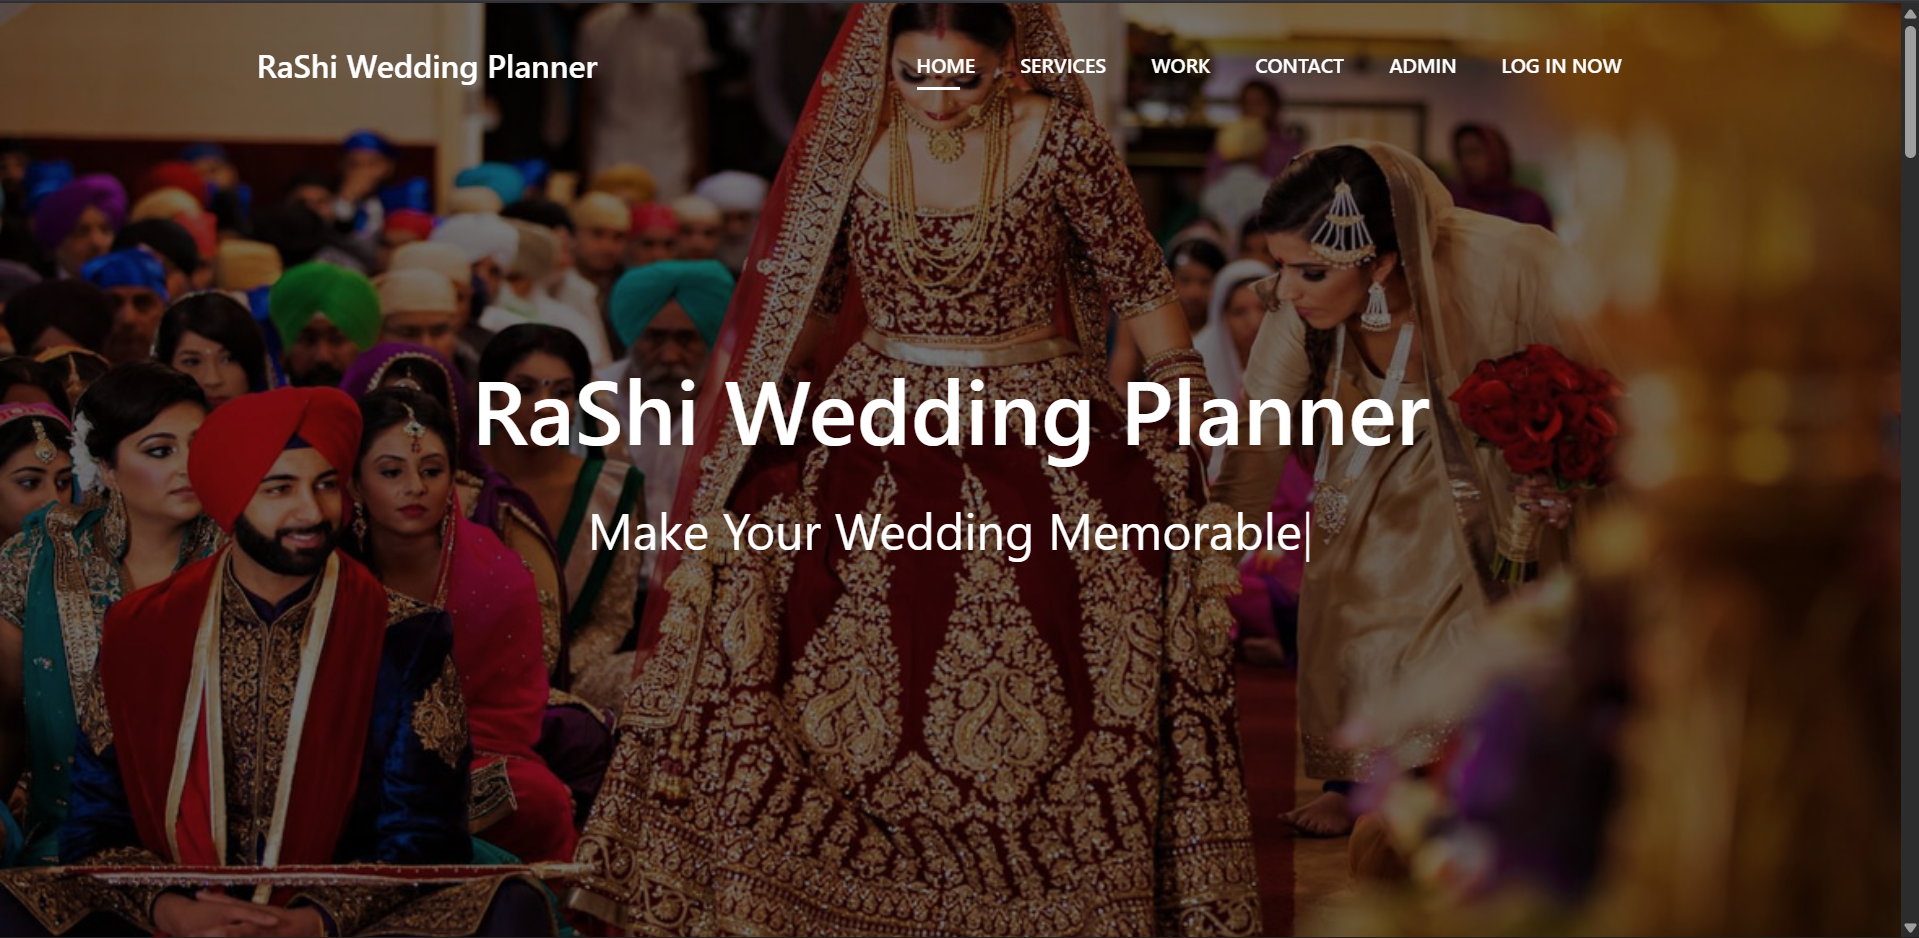 RaShi Wedding Planner
HOME SERVICES WORK CONTACT ADMIN LOG IN NOW
RaShi Wedding Planner
Make Your Wedding Memorable|